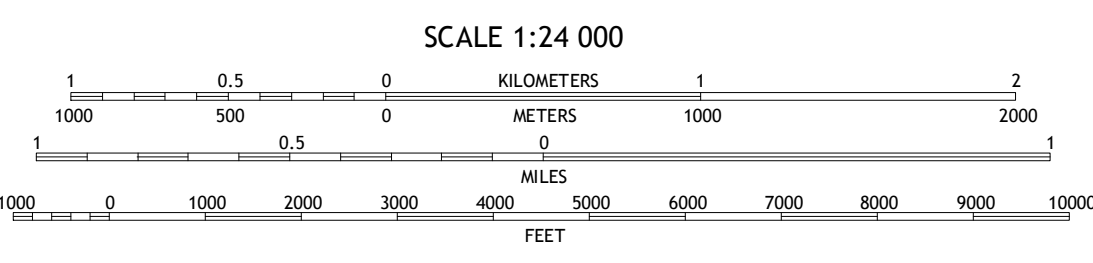 SCALE 1:24 000
1 0.5 0 KILOMETERS 1 2
1000 500 0 METERS 1000 2000
1 0.5 0 1
MILES
1000 0 1000 2000 3000 4000 5000 6000 7000 8000 9000 10000
FEET